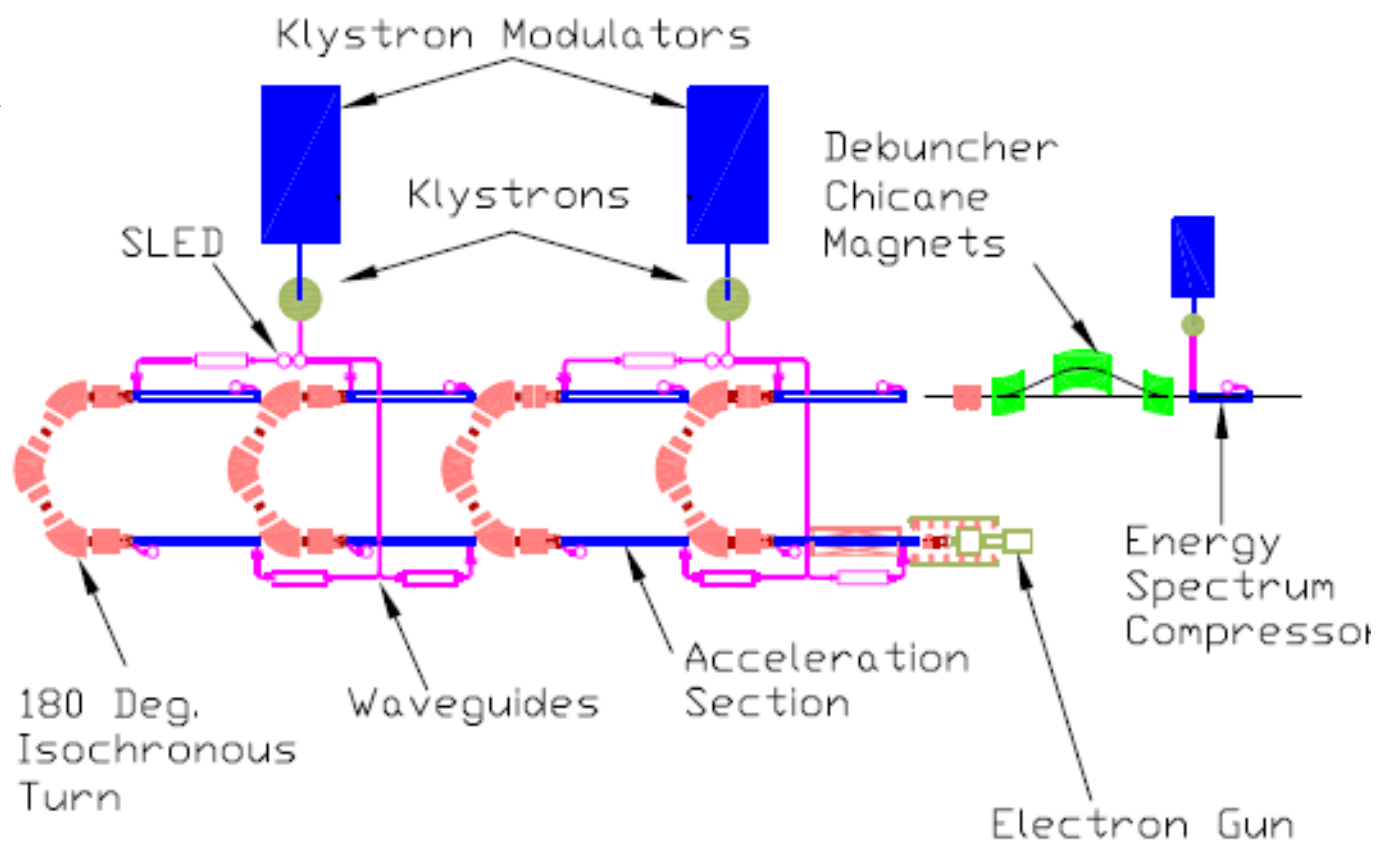 Klystron Modulators
Debuncher
Chicane
Magnets
Klystrons
SLED
Energy
Spectrum
Compressor
Acceleration
Section
Waveguides
180 Deg.
Isochronous
Turn
Electron Gun